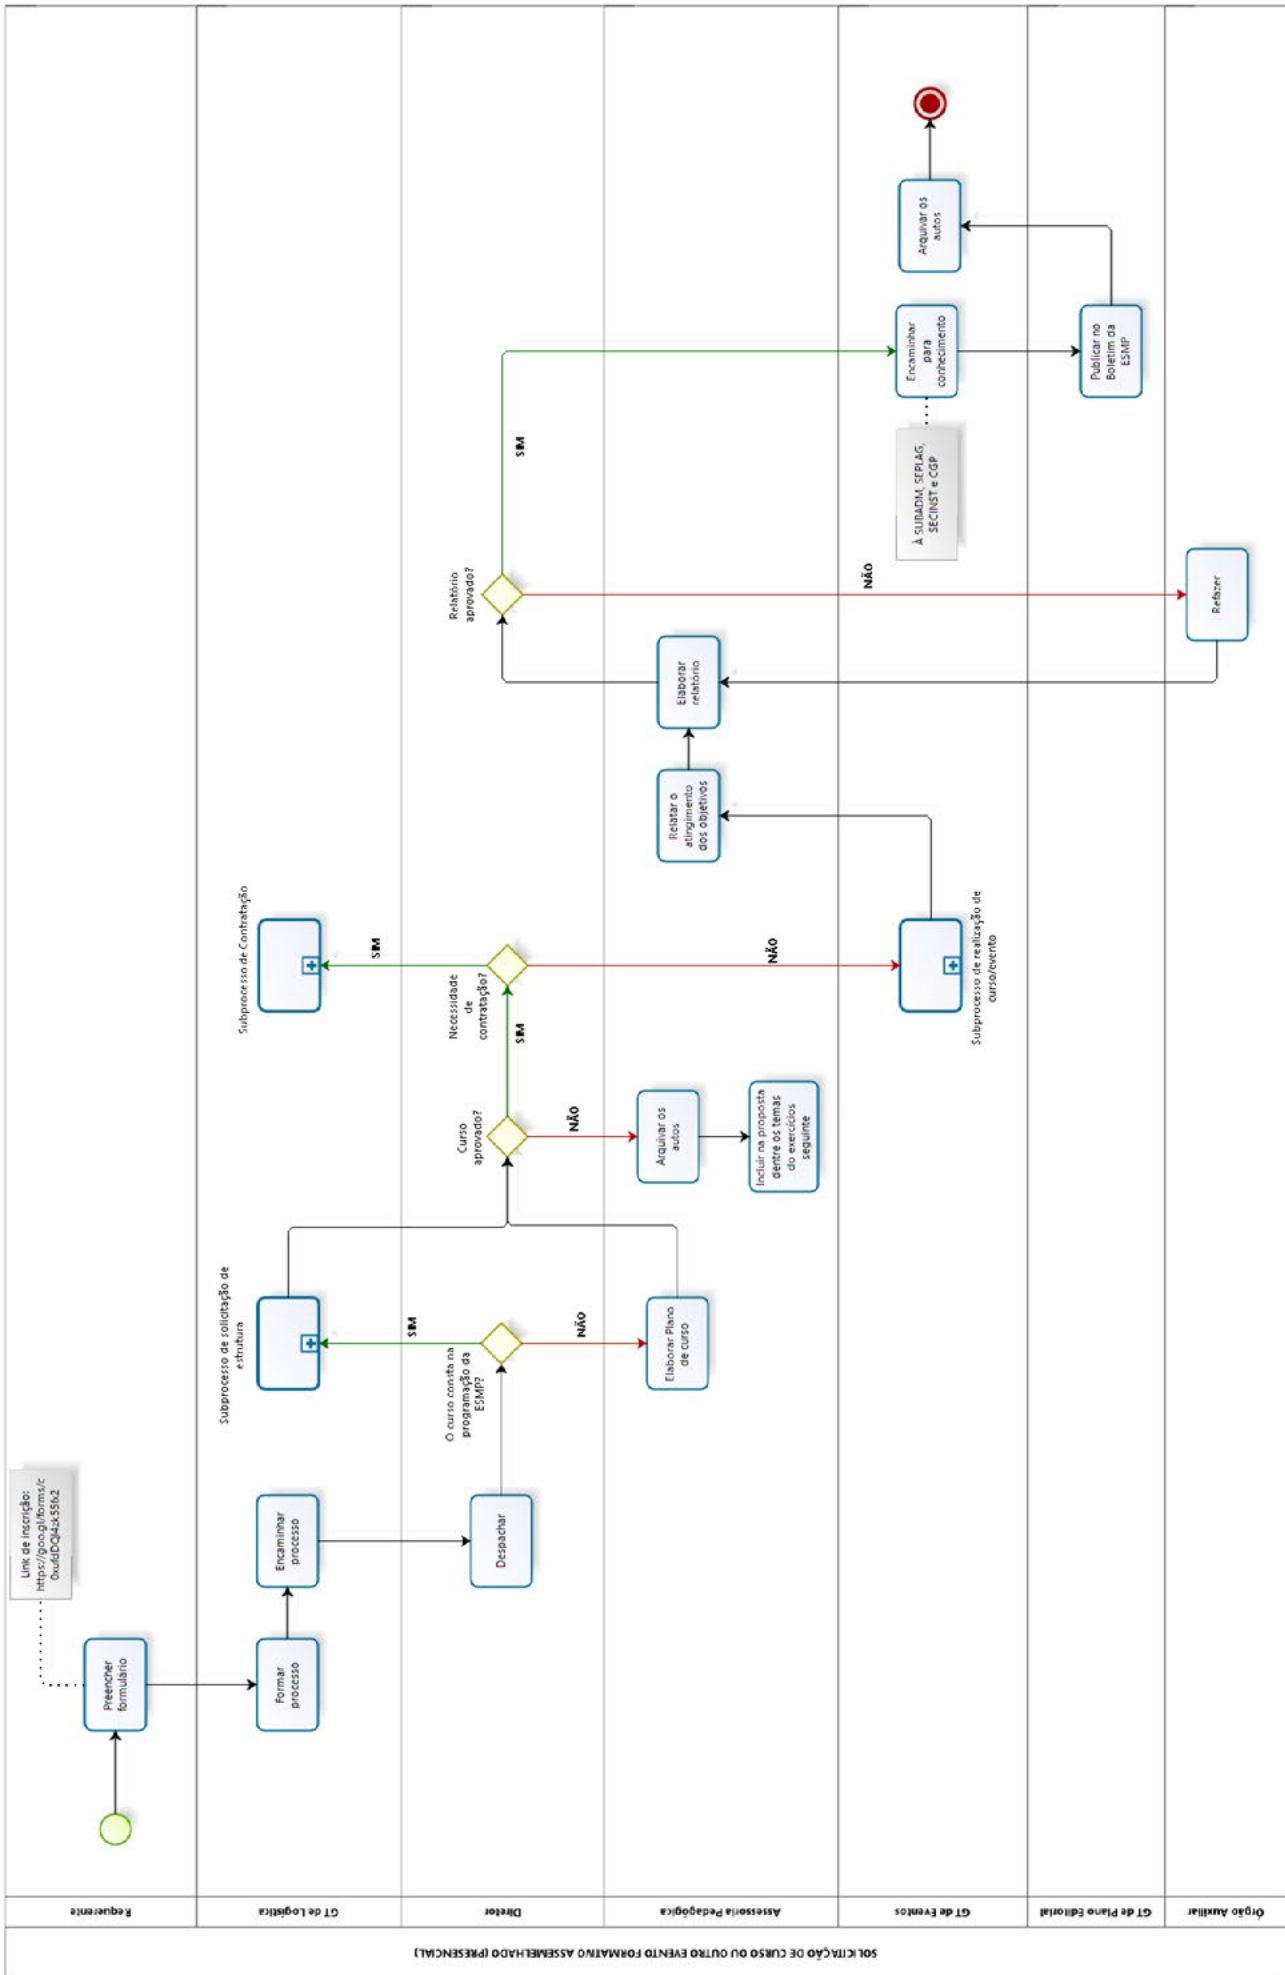 SOLICITAÇÃO DE CURSO OU OUTRO EVENTO FORMATIVO ASSEMELHADO (PRESENCIAL)
Requerente
Preencher
formulário
Link de inscrição:
https://goo.gl/forms/c
GT de Logística
Formar
processo
Encaminhar
processo
Subprocesso de solicitação de
estrutura
Subprocesso de Contratação
Diretor
Despachar
O curso consta na
programação da
ESMP?
SIM
NÃO
Curso
aprovado?
SIM
NÃO
Necessidade
de
contratação?
SIM
NÃO
Relatório
aprovado?
SIM
NÃO
Assessoria Pedagógica
Elaborar Plano
de curso
Arquivar os
autos
Incluir na proposta
dentre os temas
do exercícios
seguinte
Relatar o
atingimento
dos objetivos
Elaborar
relatório
GT de Eventos
Subprocesso de realização de
curso/evento
À SUBADM, SEPLAG,
SECINST e CGP
Encaminhar
para
conhecimento
Arquivar os
autos
GT de Plano Editorial
Publicar no
Boletim da
ESMP
Órgão Auxiliar
Refazer